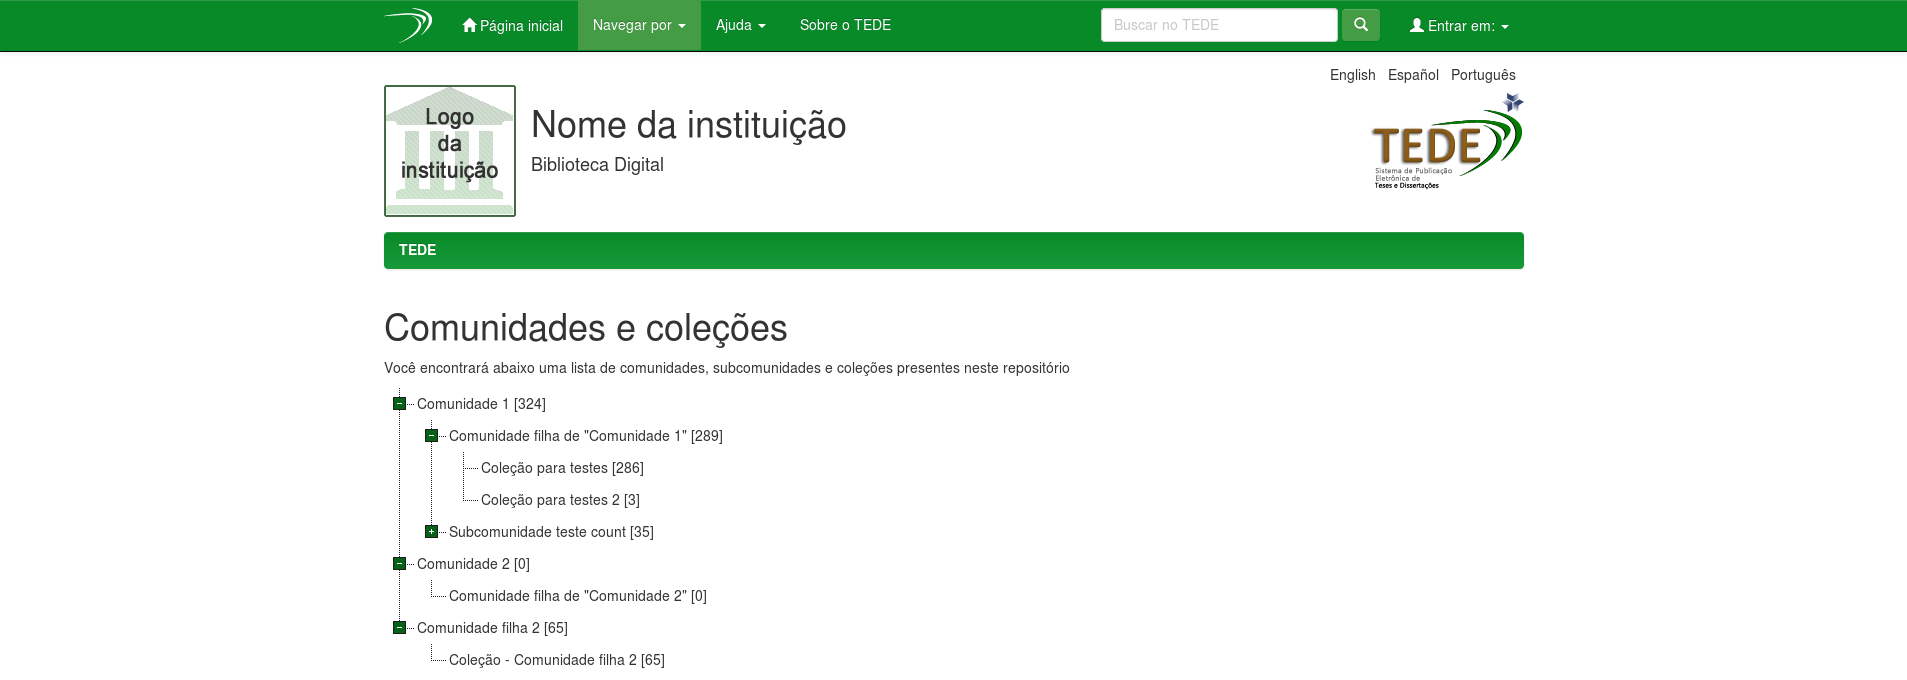 Página inicial Navegar por Ajuda Sobre o TEDE Buscar no TEDE Entrar em:
English Español Português
Logo
da
instituição
Nome da instituição
Biblioteca Digital
TEDE
Sistema de Publicação
Eletrônica de
Teses e Dissertações
TEDE
Comunidades e coleções
Você encontrará abaixo uma lista de comunidades, subcomunidades e coleções presentes neste repositório
Comunidade 1 [324]
Comunidade filha de "Comunidade 1" [289]
Coleção para testes [286]
Coleção para testes 2 [3]
Subcomunidade teste count [35]
Comunidade 2 [0]
Comunidade filha de "Comunidade 2" [0]
Comunidade filha 2 [65]
Coleção - Comunidade filha 2 [65]